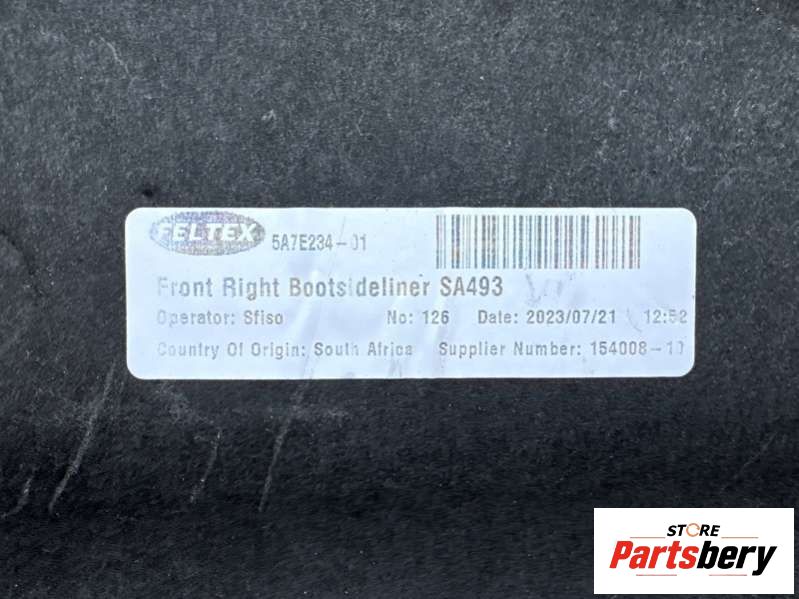 FELTEX
5A7E234-01
Front Right Bootsideliner SA493
Operator: Sfiso No: 126 Date: 2023/07/21 12:52
Country Of Origin: South Africa Supplier Number: 154008-10
STORE
Partsbery